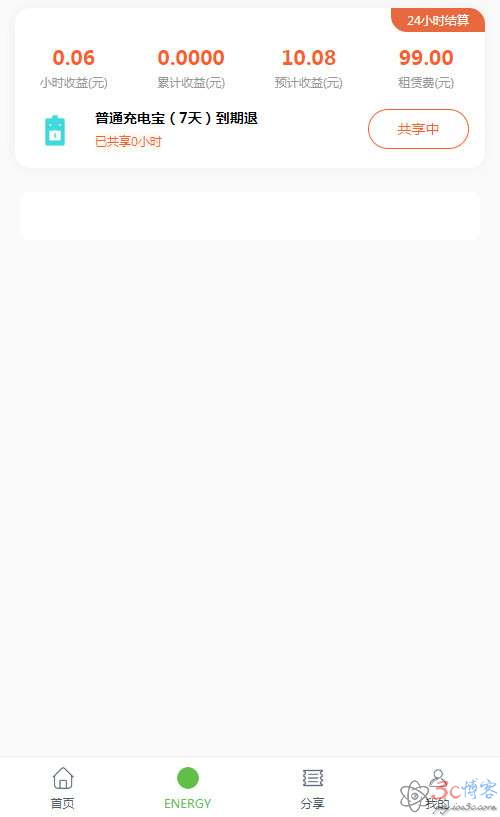 24小时结算
0.06 0.0000 10.08 99.00
小时收益(元) 累计收益(元) 预计收益(元) 租赁费(元)
普通充电宝（7天）到期退
已共享0小时
共享中
首页 ENERGY 分享 我的
3c博客